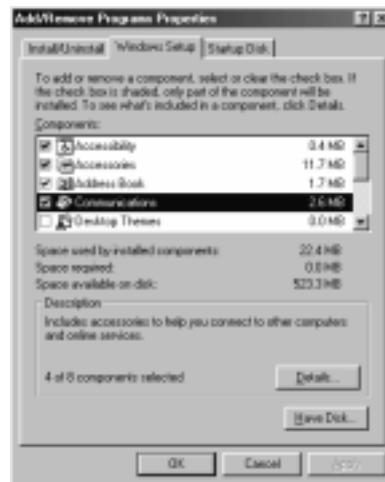 Add/Remove Programs Properties
Install/Uninstall Windows Setup Startup Disk
To add or remove a component, select or clear the check box. If
the check box is shaded, only part of the component will be
installed. To see what's included in a component, click Details.
Components:
Accessibility 0.4 MB
Accessories 11.7 MB
Address Book 1.7 MB
Communications 2.6 MB
Desktop Themes 0.0 MB
Space used by installed components: 22.4 MB
Space required: 0.0 MB
Space available on disk: 523.3 MB
Description
Includes accessories to help you connect to other computers
and online services.
4 of 8 components selected
Details...
Have Disk...
OK Cancel Apply